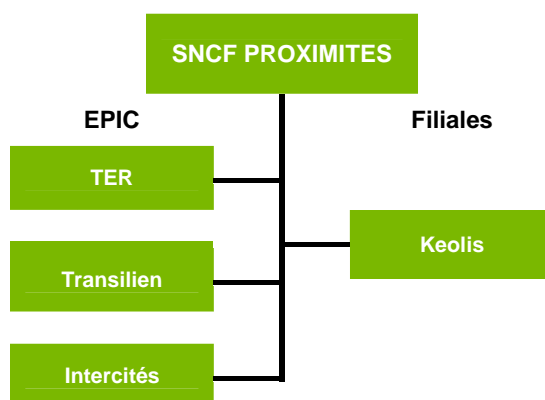 SNCF PROXIMITES
EPIC
Filiales
TER
Keolis
Transilien
Intercités